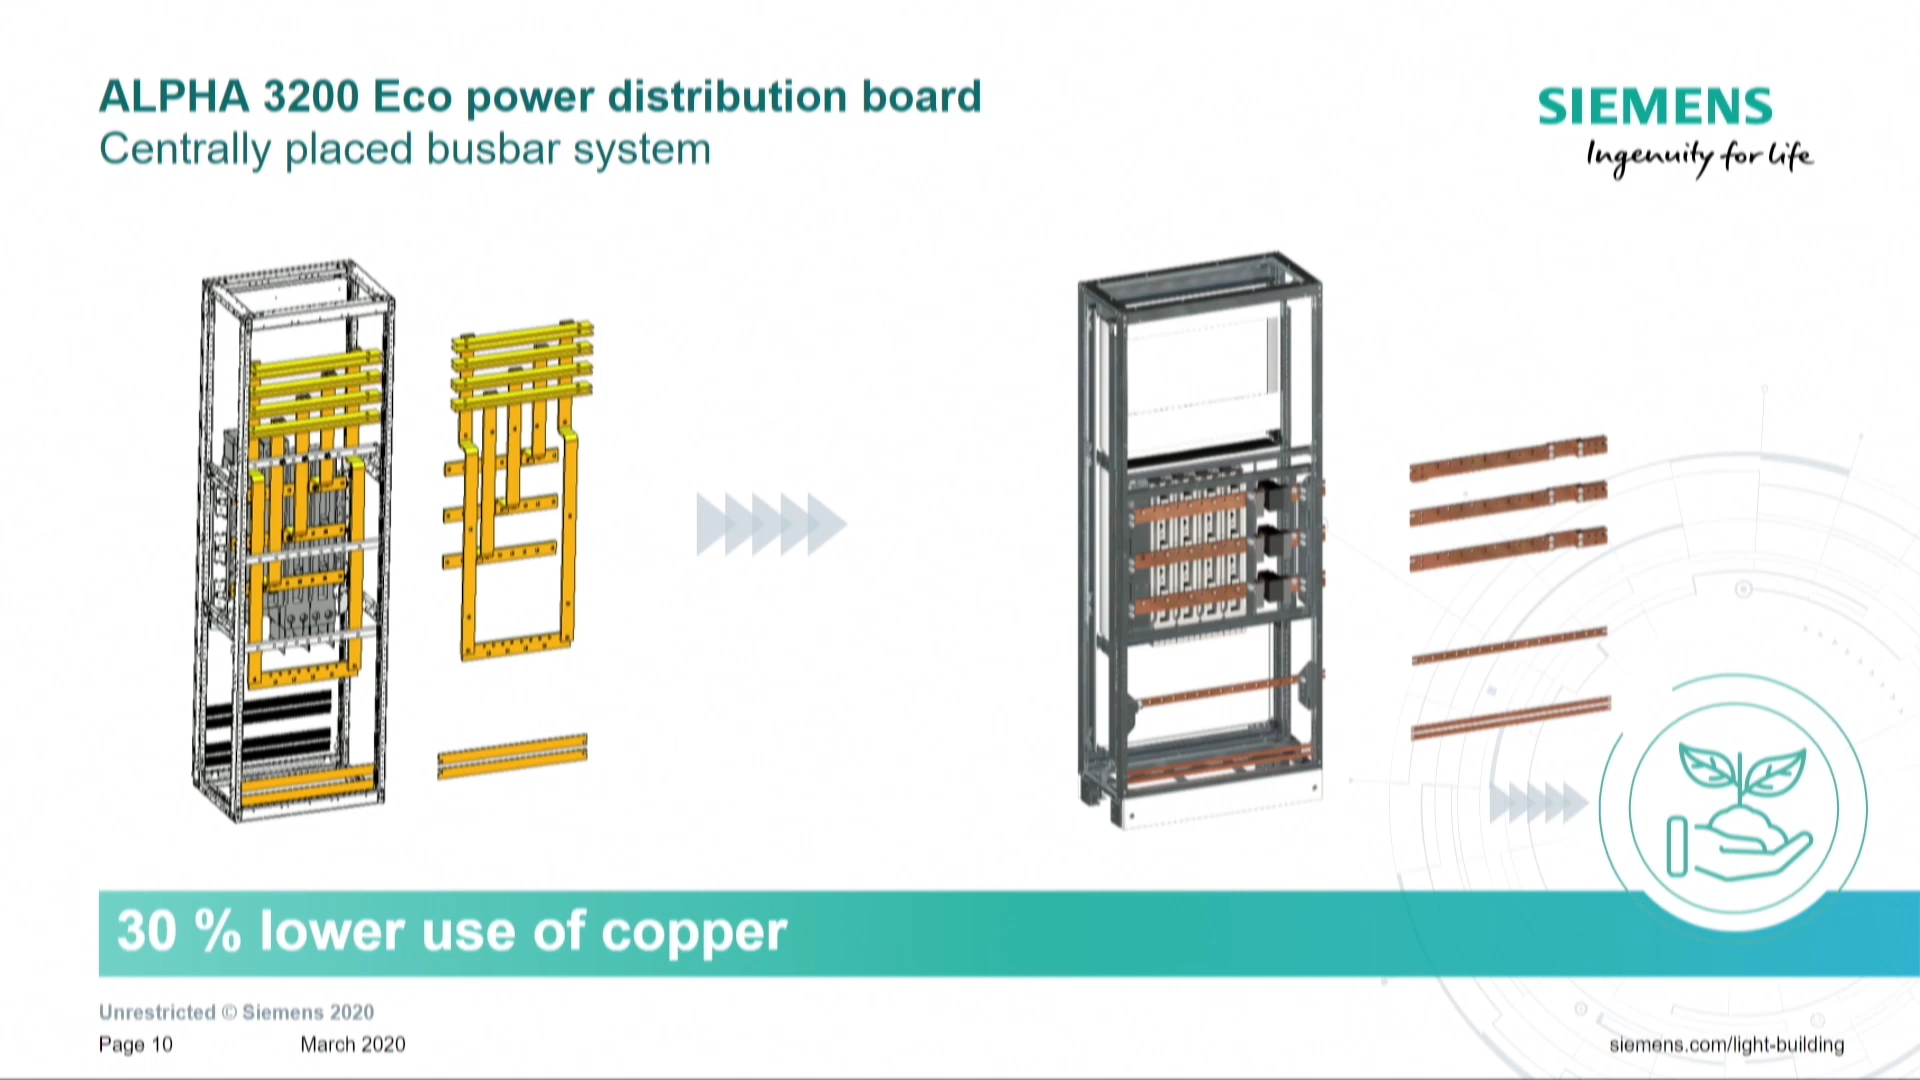 ALPHA 3200 Eco power distribution board
Centrally placed busbar system
SIEMENS
Ingenuity for life
30 % lower use of copper
Unrestricted © Siemens 2020
Page 10
March 2020
siemens.com/light-building